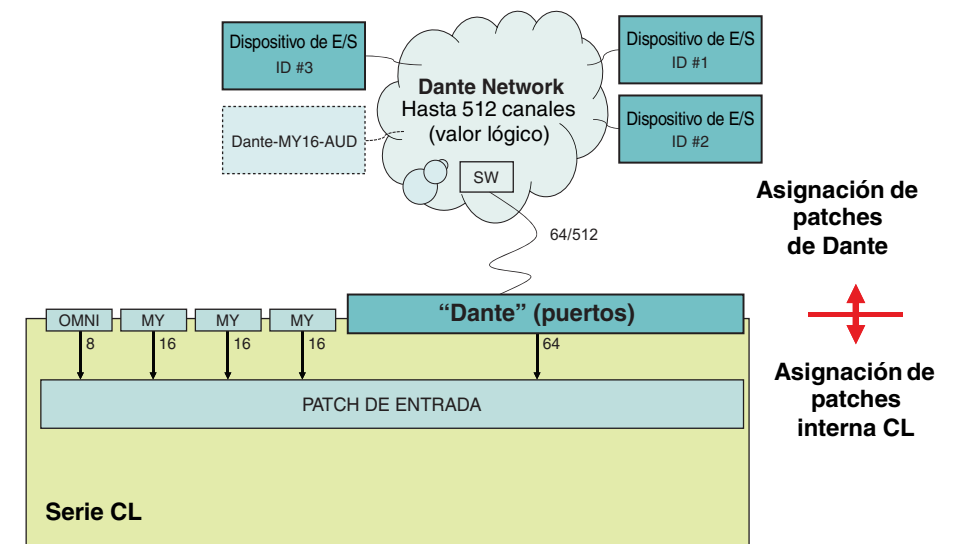 Dispositivo de E/S
ID #3
Dante-MY16-AUD
Dante Network
Hasta 512 canales
(valor lógico)
SW
Dispositivo de E/S
ID #1
Dispositivo de E/S
ID #2
64/512
Asignación de
patches
de Dante
Asignación de
patches
interna CL
OMNI
MY
MY
MY
“Dante” (puertos)
8
16
16
16
64
PATCH DE ENTRADA
Serie CL